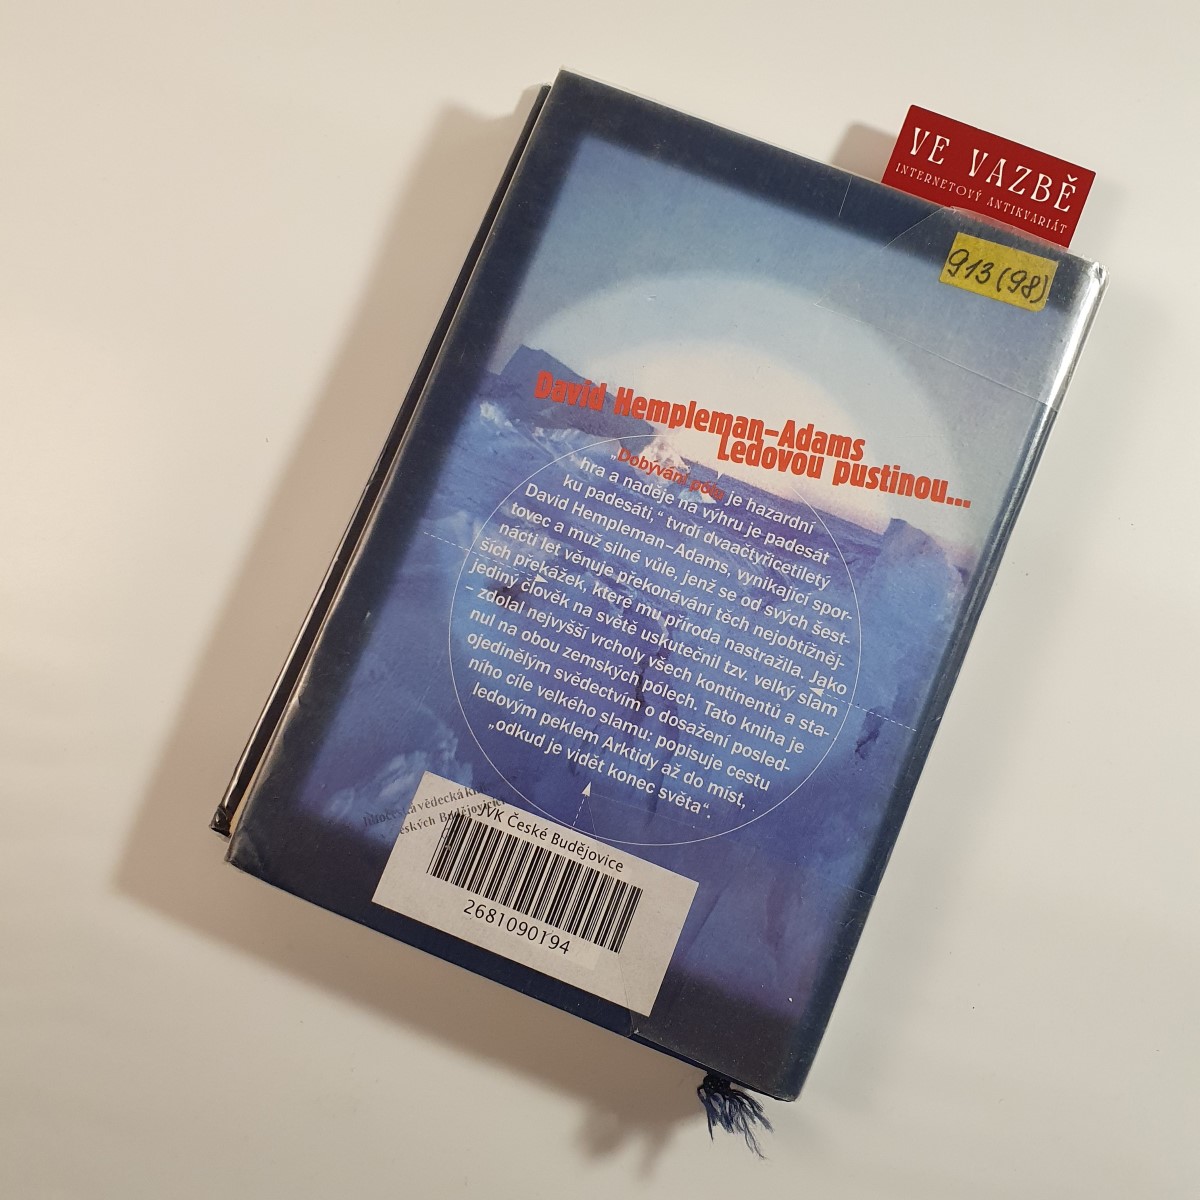 VE VAZBĚ
INTERNETOVÝ ANTIKVARIÁT
913(98)
David Hempleman–Adams
Ledovou pustinou...
„Dobývání pólu je hazardní
hra a naděje na výhru je padesát
ku padesáti,“ tvrdí dvaačtyřicetiletý
David Hempleman–Adams, vynikající spor-
tovec a muž silné vůle, jenž se od svých šest-
nácti let věnuje překonávání těch nejobtížněj-
ších překážek, které mu příroda nastražila. Jako
jediný člověk na světě uskutečnil tzv. velký slam
– zdolal nejvyšší vrcholy všech kontinentů a sta-
nul na obou zemských pólech. Tato kniha je
ojedinělým svědectvím o dosažení posled-
ního cíle velkého slamu: popisuje cestu
ledovým peklem Arktidy až do míst,
„odkud je vidět konec světa“.
Jihočeská vědecká
Českých Budějovicích
JVK České Budějovice
2681090194